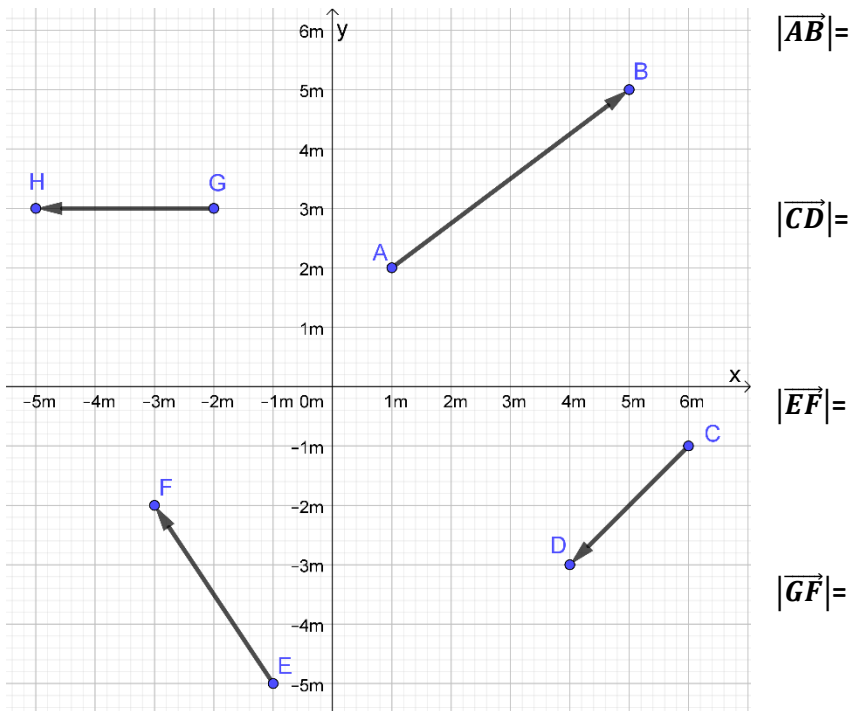 6m y
|AB|=
B
5m
4m
H G
3m
|CD|=
A
2m
1m
x
-5m -4m -3m -2m -1m 0m 1m 2m 3m 4m 5m 6m
|EF|=
-1m C
F
-2m
D
-3m
|GF|=
-4m
E
-5m